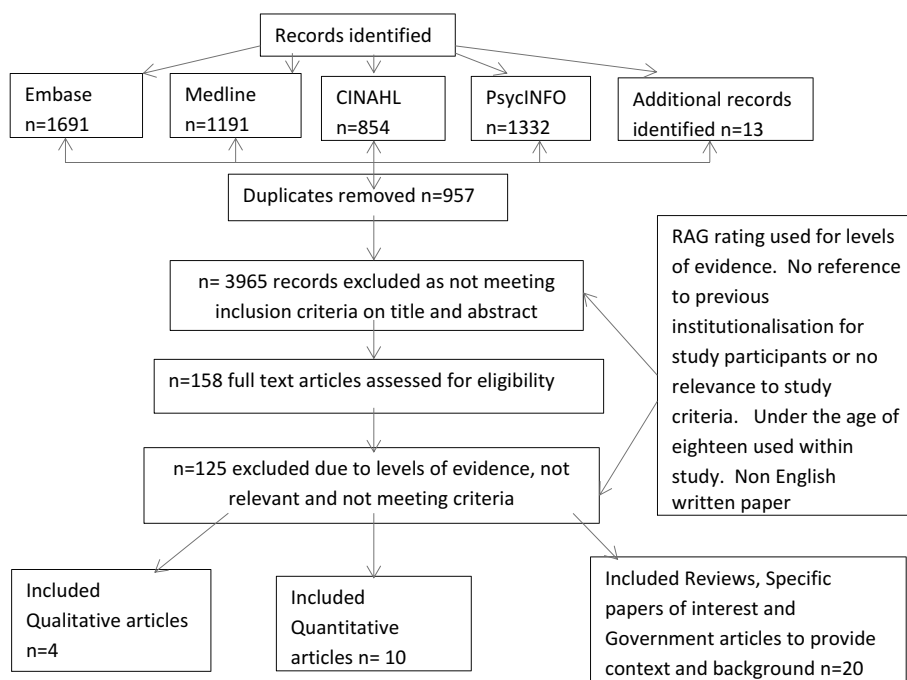 Records identified
Embase
n=1691
Medline
n=1191
CINAHL
n=854
PsycINFO
n=1332
Additional records
identified n=13
Duplicates removed n=957
n= 3965 records excluded as not meeting
inclusion criteria on title and abstract
RAG rating used for levels
of evidence. No reference
to previous
institutionalisation for
study participants or no
relevance to study
criteria. Under the age of
eighteen used within
study. Non English
written paper
n=158 full text articles assessed for eligibility
n=125 excluded due to levels of evidence, not
relevant and not meeting criteria
Included
Qualitative articles
n=4
Included
Quantitative
articles n= 10
Included Reviews, Specific
papers of interest and
Government articles to provide
context and background n=20